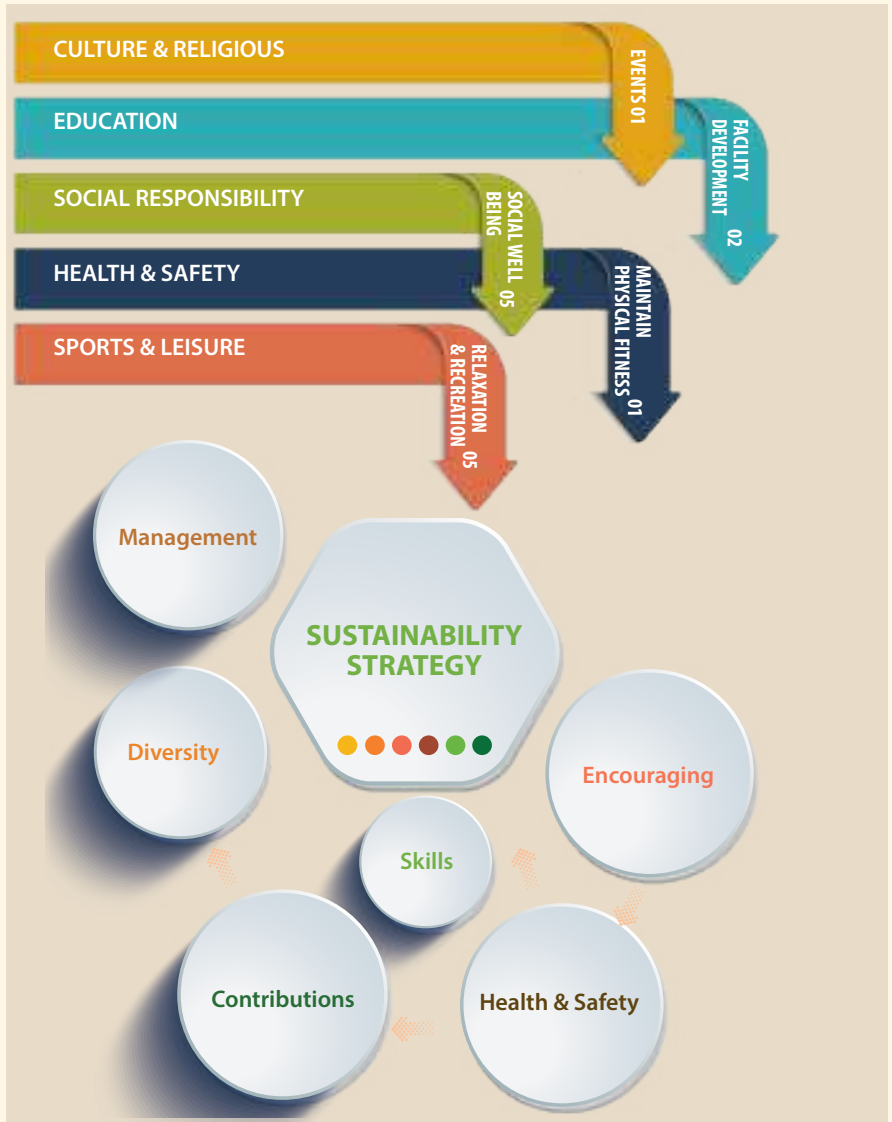 CULTURE & RELIGIOUS
EVENTS 01
EDUCATION
FACILITY
DEVELOPMENT 02
SOCIAL RESPONSIBILITY
SOCIAL WELL
BEING 05
HEALTH & SAFETY
MAINTAIN
PHYSICAL FITNESS 01
SPORTS & LEISURE
RELAXATION
& RECREATION 05
Management
SUSTAINABILITY
STRATEGY
Diversity
Encouraging
Skills
Contributions
Health & Safety